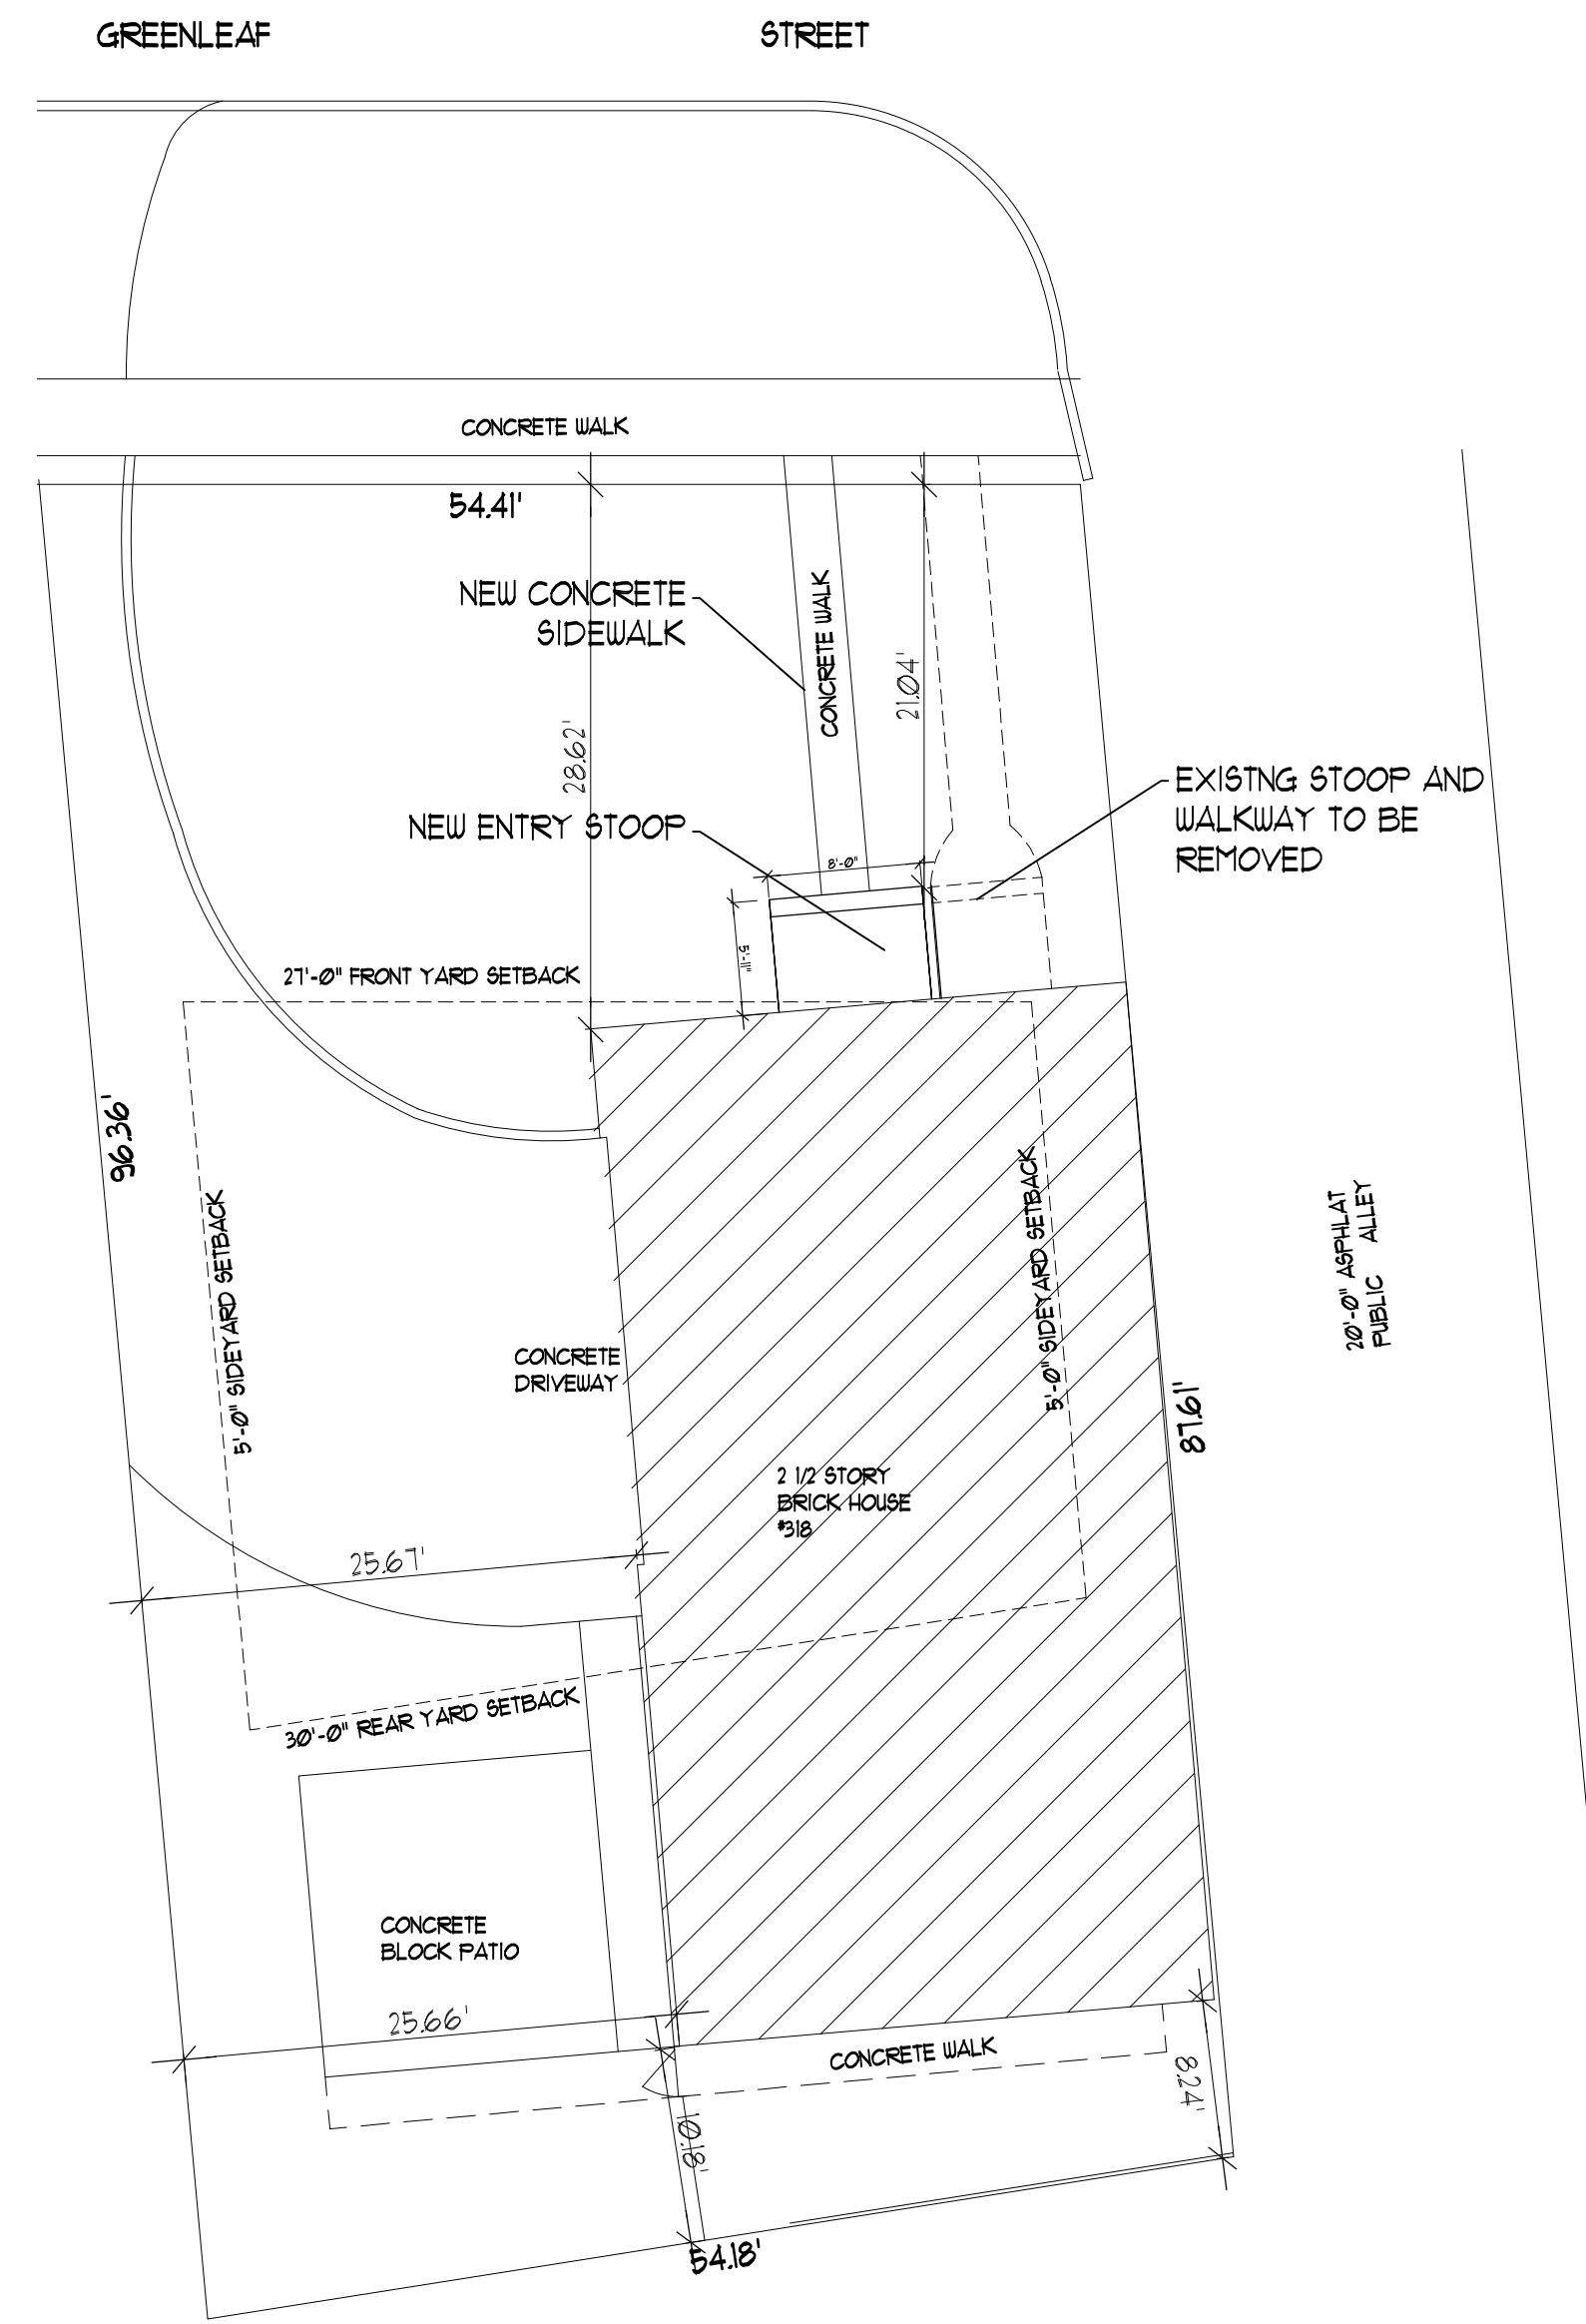 GREENLEAF STREET
CONCRETE WALK
54.41'
NEW CONCRETE
SIDEWALK
CONCRETE WALK
21.04'
28.62'
EXISTNG STOOP AND
WALKWAY TO BE
REMOVED
NEW ENTRY STOOP
8'-0"
5'-11"
27'-0" FRONT YARD SETBACK
96.36'
5'-0" SIDEYARD SETBACK
5'-0" SIDEYARD SETBACK
20'-0" ASPHLAT
PUBLIC ALLEY
CONCRETE
DRIVEWAY
87.61'
2 1/2 STORY
BRICK HOUSE
#318
25.67'
30'-0" REAR YARD SETBACK
CONCRETE
BLOCK PATIO
25.66'
CONCRETE WALK
8.24'
10.18'
54.18'